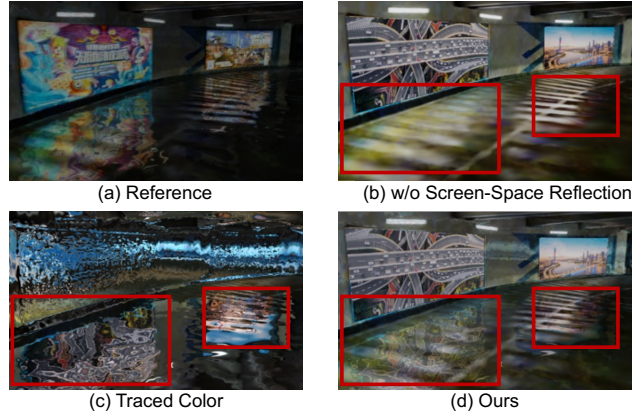 (a) Reference
(b) w/o Screen-Space Reflection
(c) Traced Color
(d) Ours